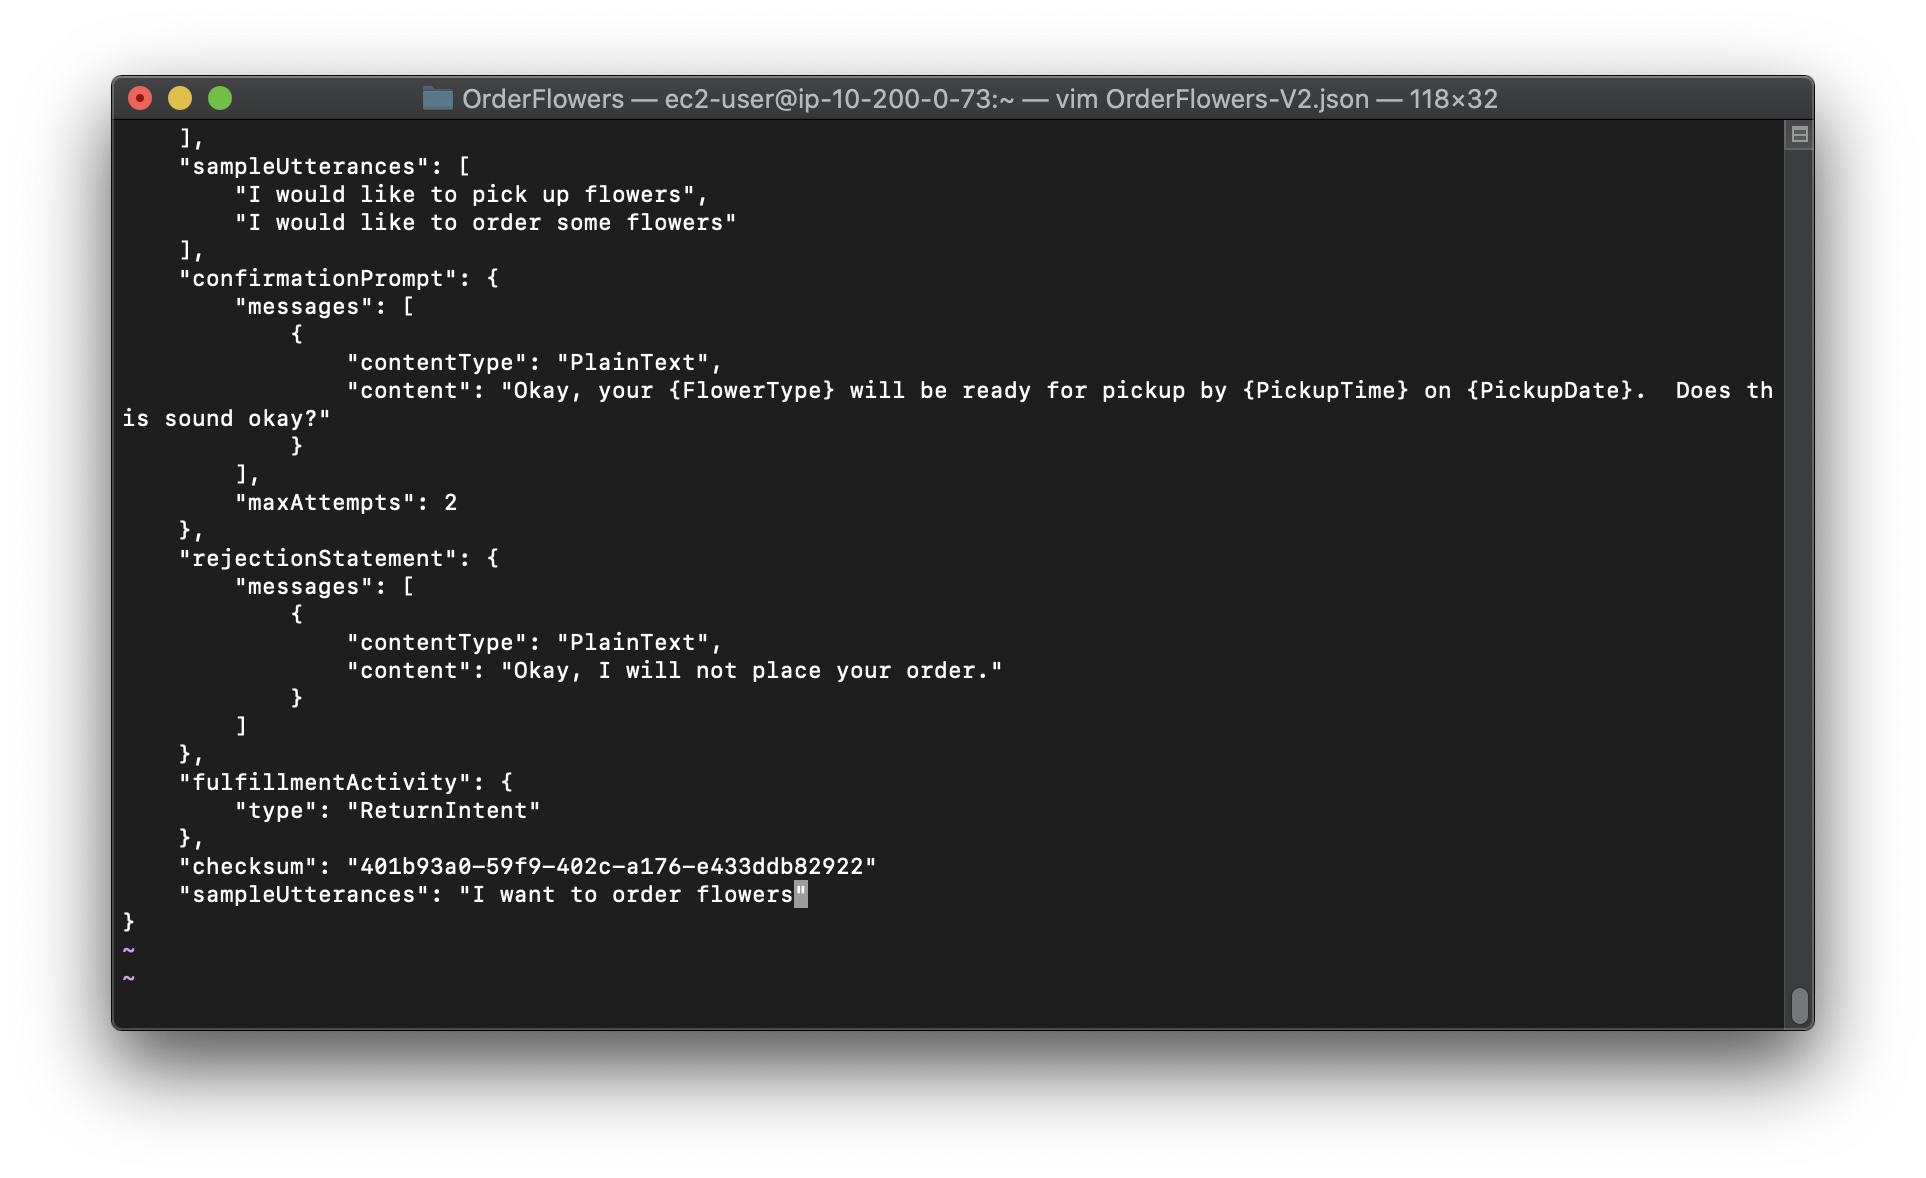 OrderFlowers — ec2-user@ip-10-200-0-73:~ — vim OrderFlowers-V2.json — 118×32
    ],
    "sampleUtterances": [
        "I would like to pick up flowers",
        "I would like to order some flowers"
    ],
    "confirmationPrompt": {
        "messages": [
            {
                "contentType": "PlainText",
                "content": "Okay, your {FlowerType} will be ready for pickup by {PickupTime} on {PickupDate}.  Does th
is sound okay?"
            }
        ],
        "maxAttempts": 2
    },
    "rejectionStatement": {
        "messages": [
            {
                "contentType": "PlainText",
                "content": "Okay, I will not place your order."
            }
        ]
    },
    "fulfillmentActivity": {
        "type": "ReturnIntent"
    },
    "checksum": "401b93a0-59f9-402c-a176-e433ddb82922"
    "sampleUtterances": "I want to order flowers"
}
~
~